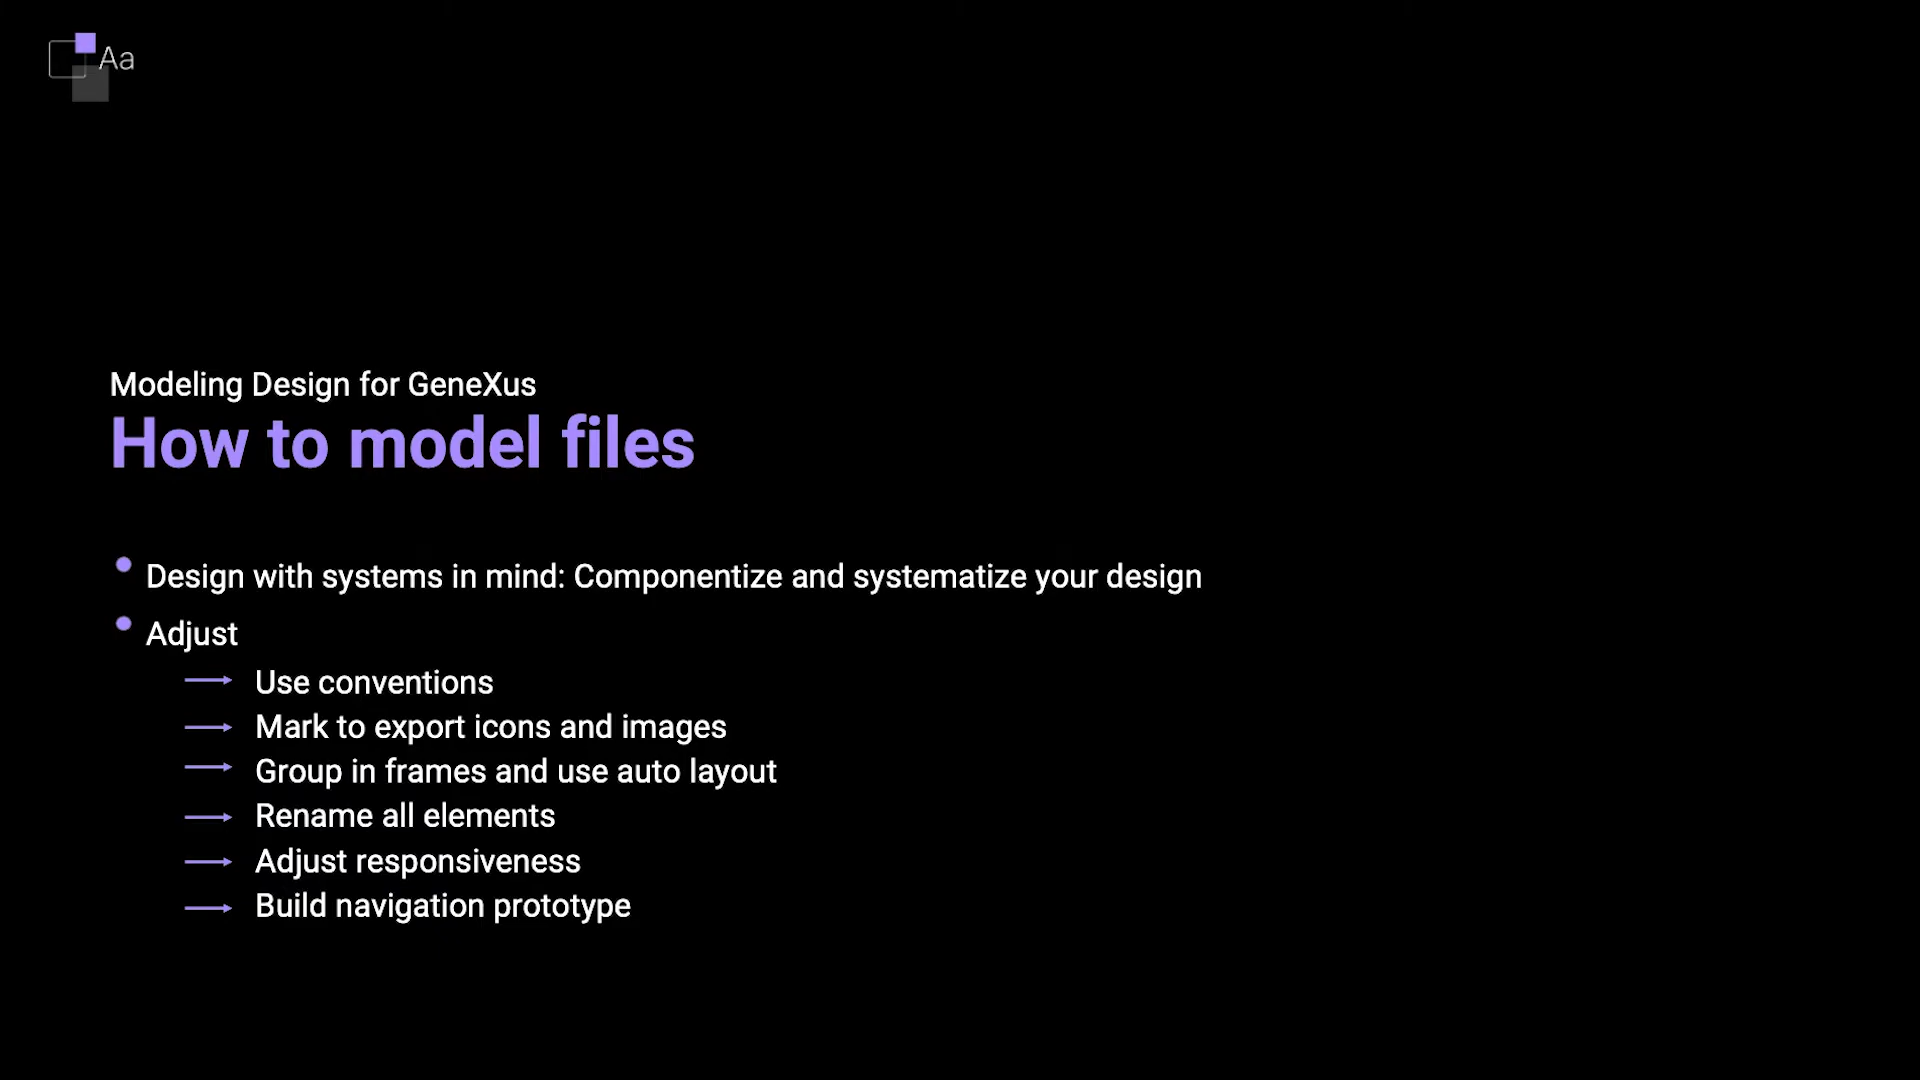 Aa
Modeling Design for GeneXus
How to model files
Design with systems in mind: Componentize and systematize your design
Adjust
Use conventions
Mark to export icons and images
Group in frames and use auto layout
Rename all elements
Adjust responsiveness
Build navigation prototype